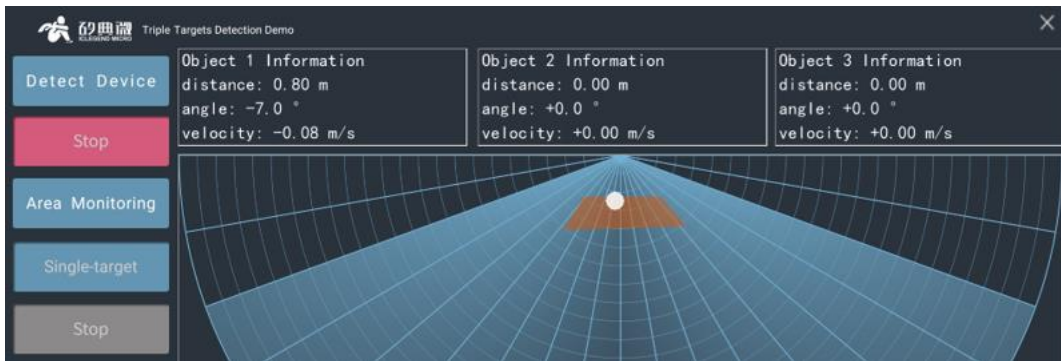 矽典微
ICLEGEND MICRO
Triple Targets Detection Demo
Detect Device
Stop
Area Monitoring
Single-target
Stop
Object 1 Information
distance: 0.80 m
angle: -7.0 °
velocity: -0.08 m/s
Object 2 Information
distance: 0.00 m
angle: +0.0 °
velocity: +0.00 m/s
Object 3 Information
distance: 0.00 m
angle: +0.0 °
velocity: +0.00 m/s